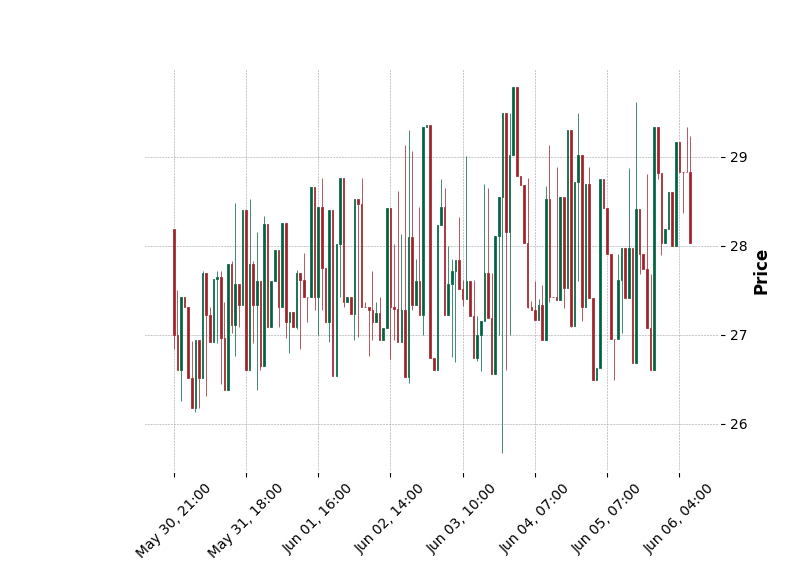 29
28
27
26
Price
May 30, 21:00
May 31, 18:00
Jun 01, 16:00
Jun 02, 14:00
Jun 03, 10:00
Jun 04, 07:00
Jun 05, 07:00
Jun 06, 04:00